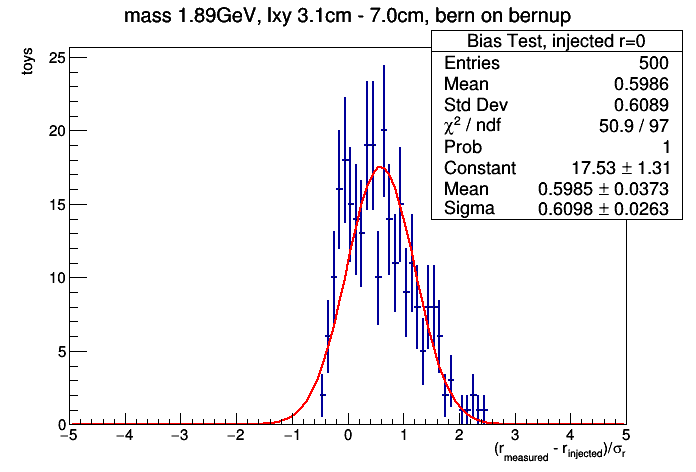 mass 1.89GeV, lxy 3.1cm - 7.0cm, bern on bernup
Bias Test, injected r=0
Entries 500
Mean 0.5986
Std Dev 0.6089
χ² / ndf 50.9 / 97
Prob 1
Constant 17.53 ± 1.31
Mean 0.5985 ± 0.0373
Sigma 0.6098 ± 0.0263
toys
25
20
15
10
5
0
−5 −4 −3 −2 −1 0 1 2 3 4 5
(r_measured - r_injected)/σ_r